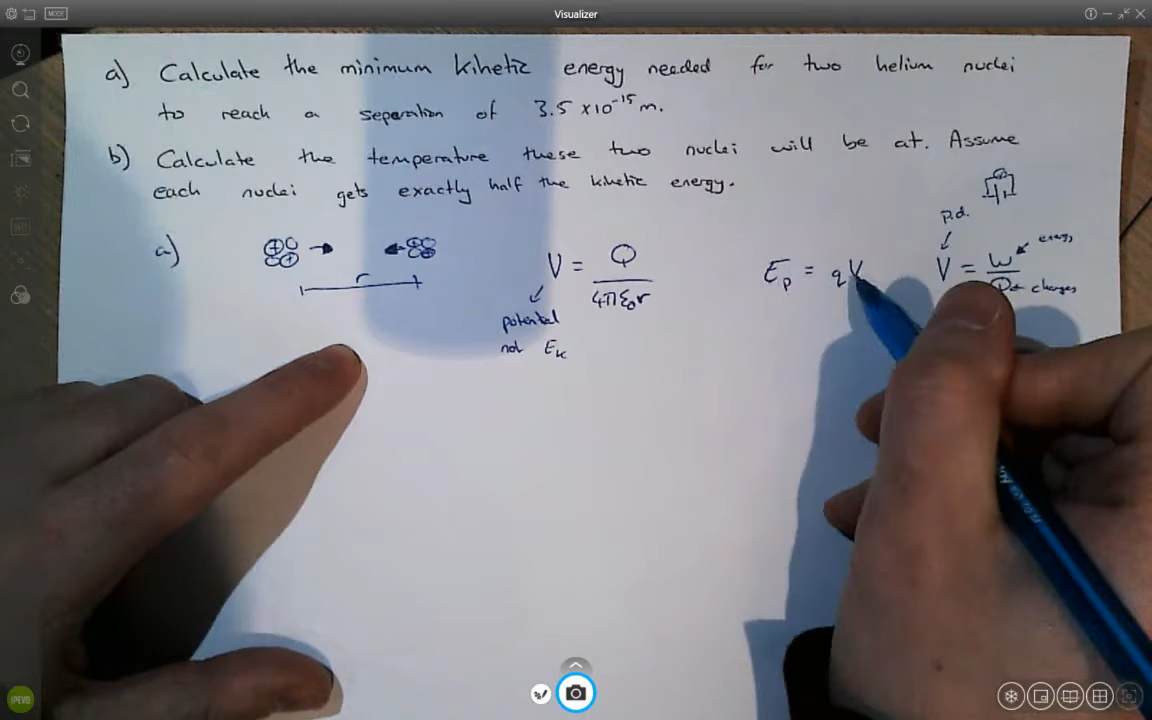 MODE
Visualizer
a) Calculate the minimum kinetic energy needed for two helium nuclei
to reach a separation of 3.5 x10⁻¹⁵ m.
b) Calculate the temperature these two nuclei will be at. Assume
each nuclei gets exactly half the kinetic energy.
a)
r
V = Q / 4πε₀r
potential
not Eₖ
Eₚ = qV
p.d.
V = W / Q
energy
charges
IPEVO